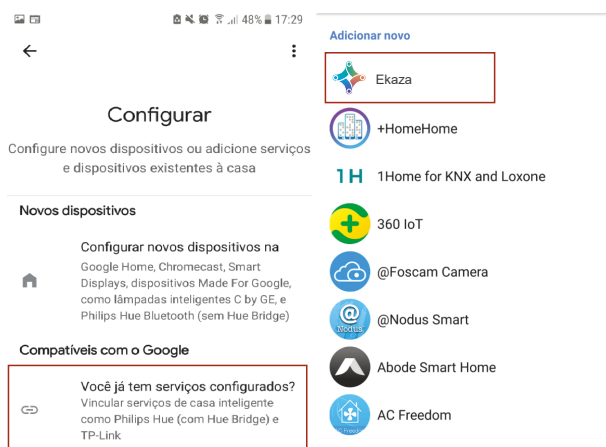 48% 17:29
Configurar
Configure novos dispositivos ou adicione serviços
e dispositivos existentes à casa
Novos dispositivos
Configurar novos dispositivos na
Google Home, Chromecast, Smart
Displays, dispositivos Made For Google,
como lâmpadas inteligentes C by GE, e
Philips Hue Bluetooth (sem Hue Bridge)
Compatíveis com o Google
Você já tem serviços configurados?
Vincular serviços de casa inteligente
como Philips Hue (com Hue Bridge) e
TP-Link
Adicionar novo
Ekaza
+HomeHome
1H 1Home for KNX and Loxone
360 IoT
@Foscam Camera
@ Nodus @Nodus Smart
Abode Smart Home
AC Freedom AC Freedom